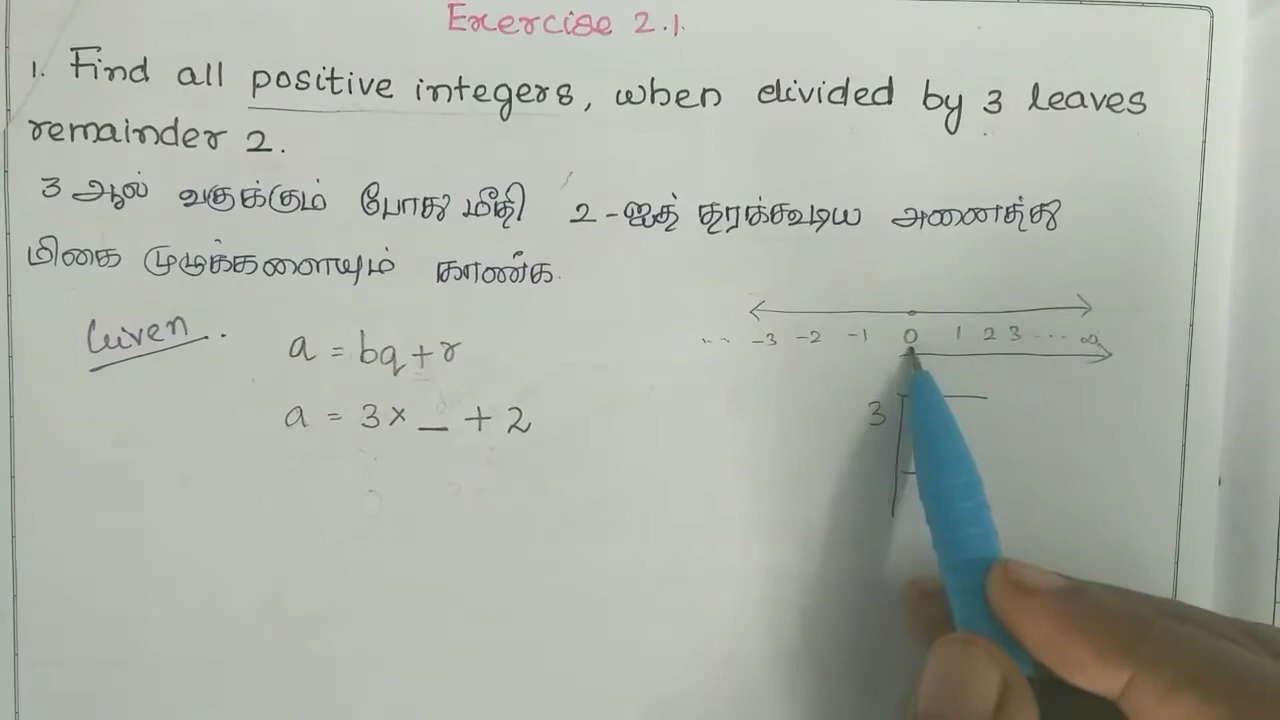 Exercise 2.1.
1. Find all positive integers, when divided by 3 leaves
remainder 2.
3 ஆல் வகுக்கும் போது மீதி 2-ஐத் தரக்கூடிய அனைத்து
மிகை முழுக்களையும் காண்க.
Given.
a = bq + r
a = 3 × _ + 2
... -3 -2 -1 0 1 2 3 ... ∞
3